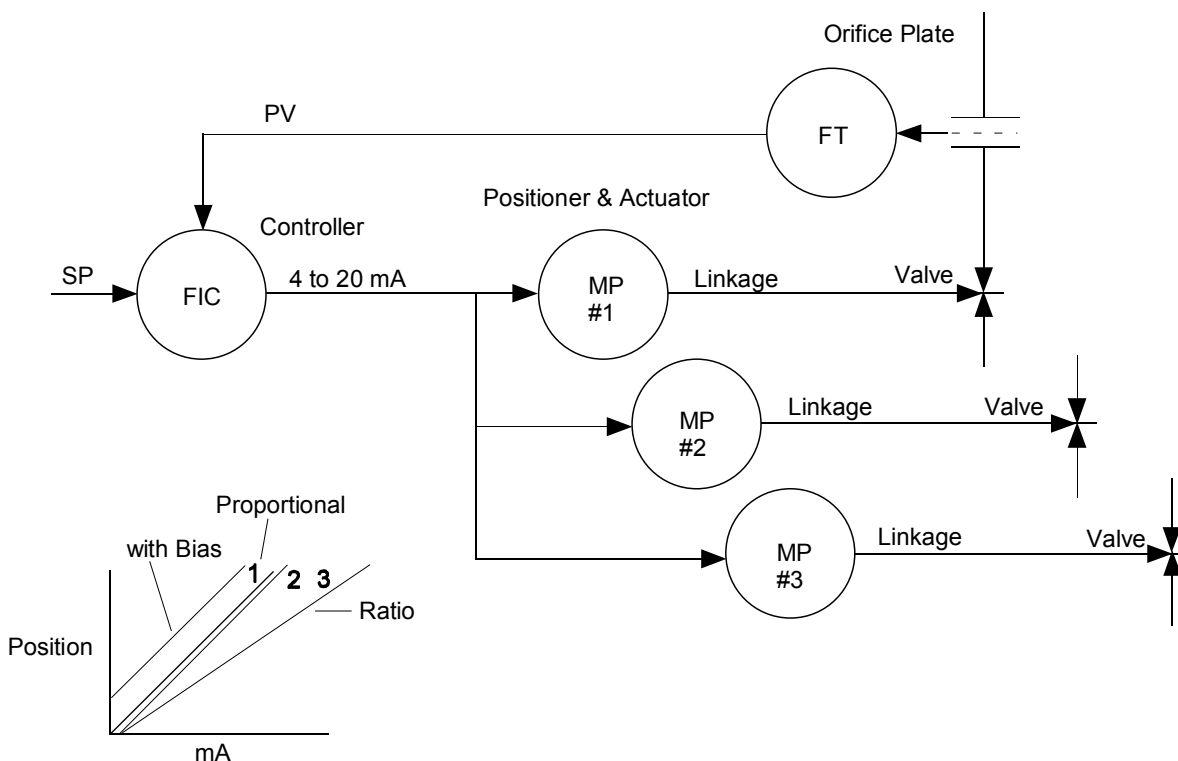 Orifice Plate
PV
FT
Positioner & Actuator
Controller
SP
FIC
4 to 20 mA
MP
#1
Linkage
Valve
MP
#2
Linkage
Valve
Proportional
with Bias
1
2
3
MP
#3
Linkage
Valve
Ratio
Position
mA